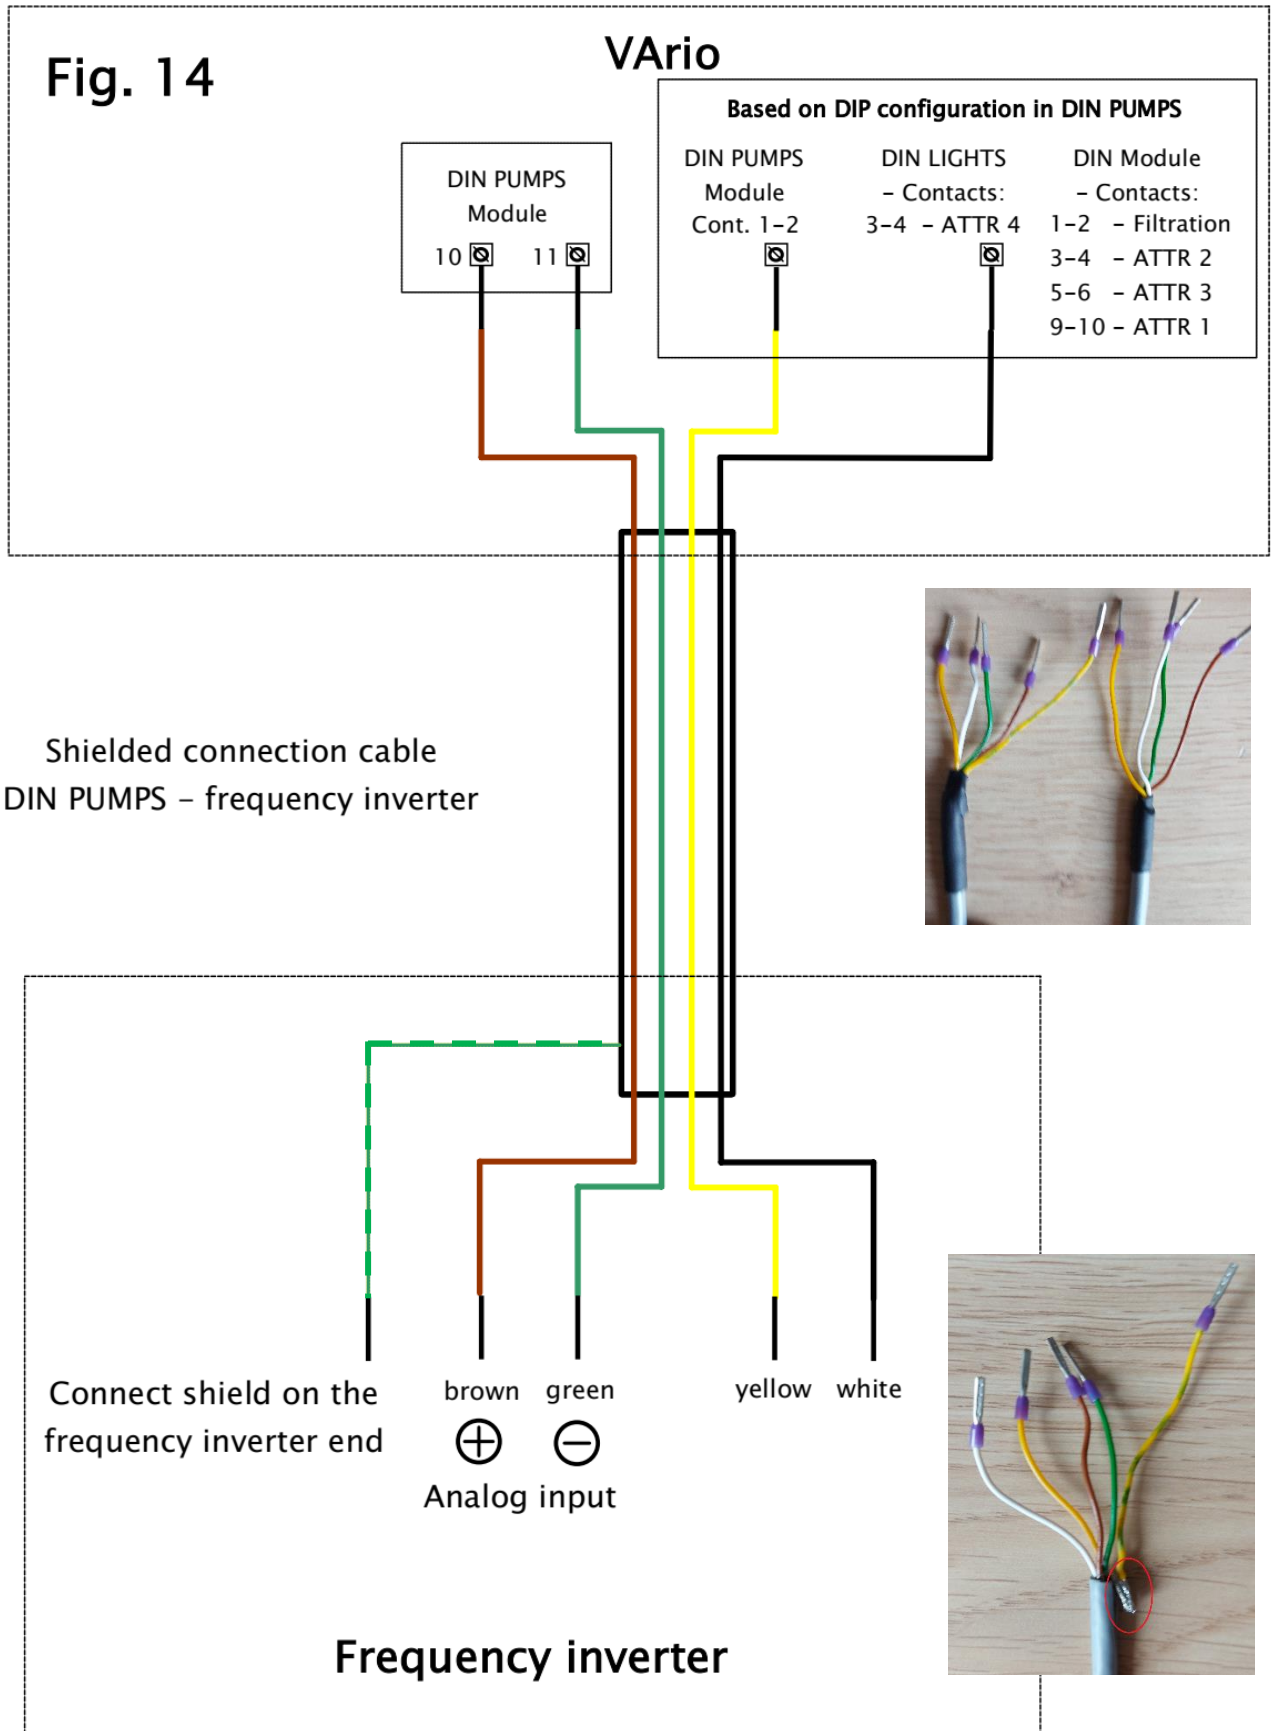 Fig. 14
VArio
Based on DIP configuration in DIN PUMPS
DIN PUMPS
Module
10
11
DIN PUMPS
Module
Cont. 1-2
DIN LIGHTS
- Contacts:
3-4 - ATTR 4
DIN Module
- Contacts:
1-2 - Filtration
3-4 - ATTR 2
5-6 - ATTR 3
9-10 - ATTR 1
Shielded connection cable
DIN PUMPS – frequency inverter
Connect shield on the
frequency inverter end
brown
green
+
−
Analog input
yellow
white
Frequency inverter